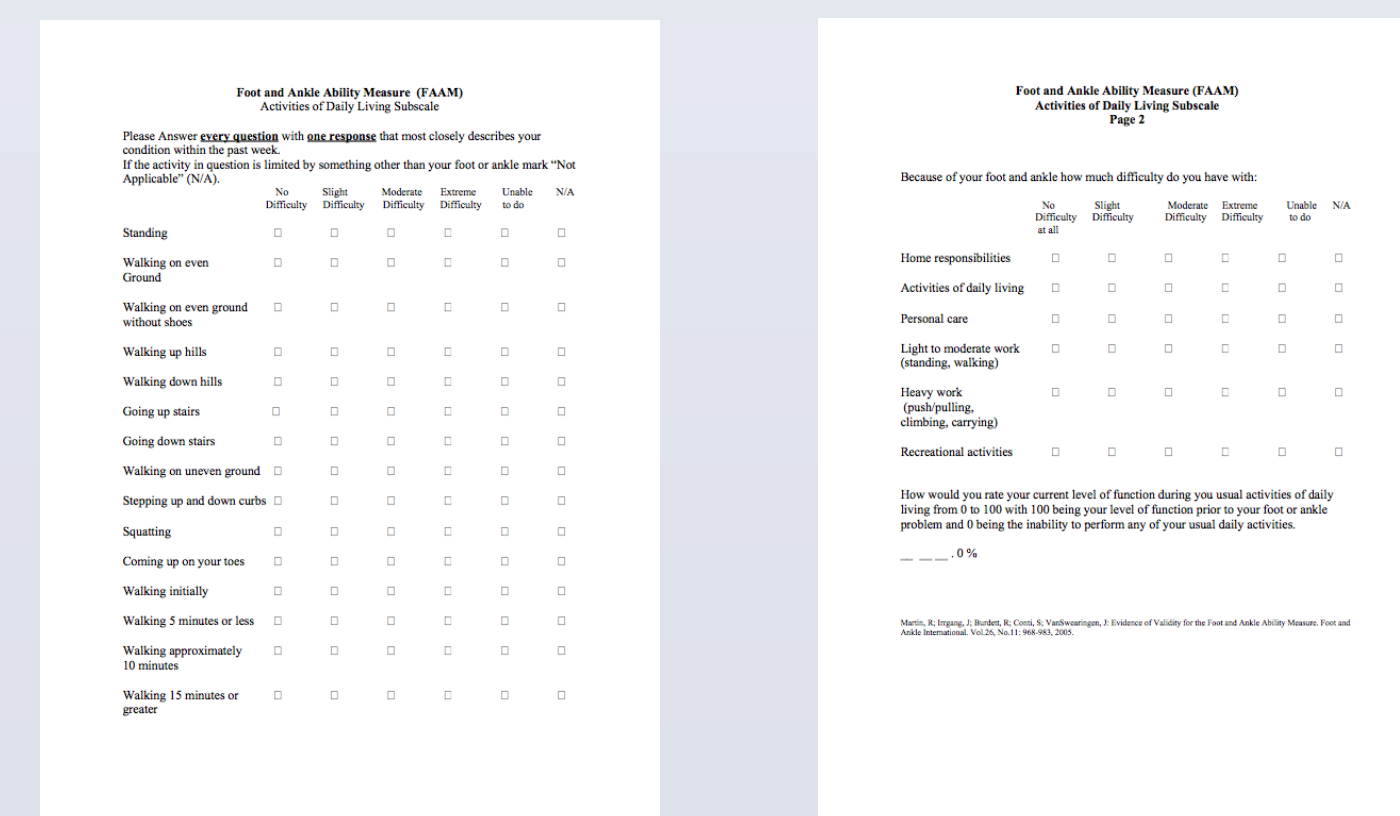 Foot and Ankle Ability Measure (FAAM)
Activities of Daily Living Subscale
Please Answer every question with one response that most closely describes your
condition within the past week.
If the activity in question is limited by something other than your foot or ankle mark “Not
Applicable” (N/A).
No Slight Moderate Extreme Unable N/A
Difficulty Difficulty Difficulty Difficulty to do
Standing □ □ □ □ □ □
Walking on even □ □ □ □ □ □
Ground
Walking on even ground □ □ □ □ □ □
without shoes
Walking up hills □ □ □ □ □ □
Walking down hills □ □ □ □ □ □
Going up stairs □ □ □ □ □ □
Going down stairs □ □ □ □ □ □
Walking on uneven ground □ □ □ □ □ □
Stepping up and down curbs □ □ □ □ □ □
Squatting □ □ □ □ □ □
Coming up on your toes □ □ □ □ □ □
Walking initially □ □ □ □ □ □
Walking 5 minutes or less □ □ □ □ □ □
Walking approximately □ □ □ □ □ □
10 minutes
Walking 15 minutes or □ □ □ □ □ □
greater
Foot and Ankle Ability Measure (FAAM)
Activities of Daily Living Subscale
Page 2
Because of your foot and ankle how much difficulty do you have with:
No Slight Moderate Extreme Unable N/A
Difficulty Difficulty Difficulty Difficulty to do
at all
Home responsibilities □ □ □ □ □ □
Activities of daily living □ □ □ □ □ □
Personal care □ □ □ □ □ □
Light to moderate work □ □ □ □ □ □
(standing, walking)
Heavy work □ □ □ □ □ □
(push/pulling,
climbing, carrying)
Recreational activities □ □ □ □ □ □
How would you rate your current level of function during you usual activities of daily
living from 0 to 100 with 100 being your level of function prior to your foot or ankle
problem and 0 being the inability to perform any of your usual daily activities.
__ __ __ . 0 %
Martin, R; Irrgang, J; Burdett, R; Conti, S; VanSwearingen, J: Evidence of Validity for the Foot and Ankle Ability Measure. Foot and
Ankle International. Vol.26, No.11: 968-983, 2005.